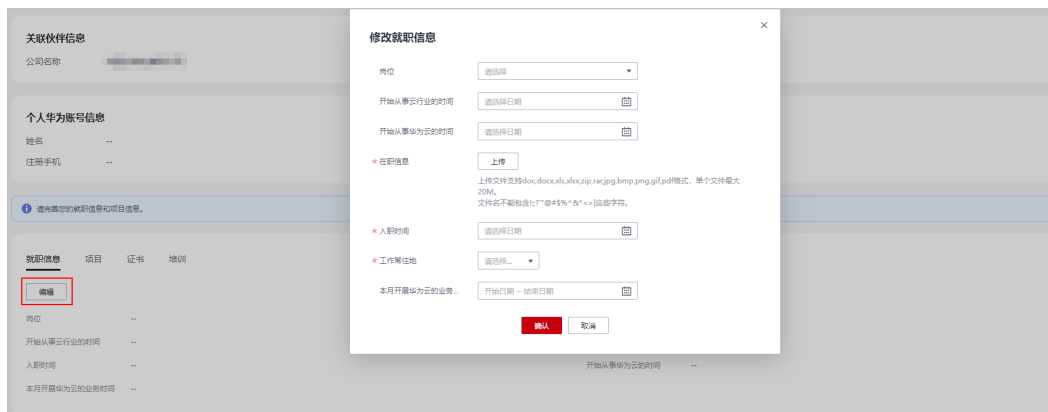 关联伙伴信息
公司名称
个人华为账号信息
姓名 --
注册手机 --
请完善您的就职信息和项目信息。
就职信息 项目 证书 培训
编辑
岗位 --
开始从事云行业的时间 --
入职时间 --
开始从事华为云的时间 --
本月开展华为云的业务时间 --
修改就职信息
岗位 请选择
开始从事云行业的时间 请选择日期
开始从事华为云的时间 请选择日期
* 在职信息 上传
上传文件支持doc,docx,xls,xlsx,zip,rar,jpg,bmp,png,gif,pdf格式，单个文件最大
20M。
文件名不能包含!;?'"@#$%^&*<>|这些字符。
* 入职时间 请选择日期
* 工作常住地 请选择...
本月开展华为云的业务... 开始日期 -- 结束日期
确认 取消